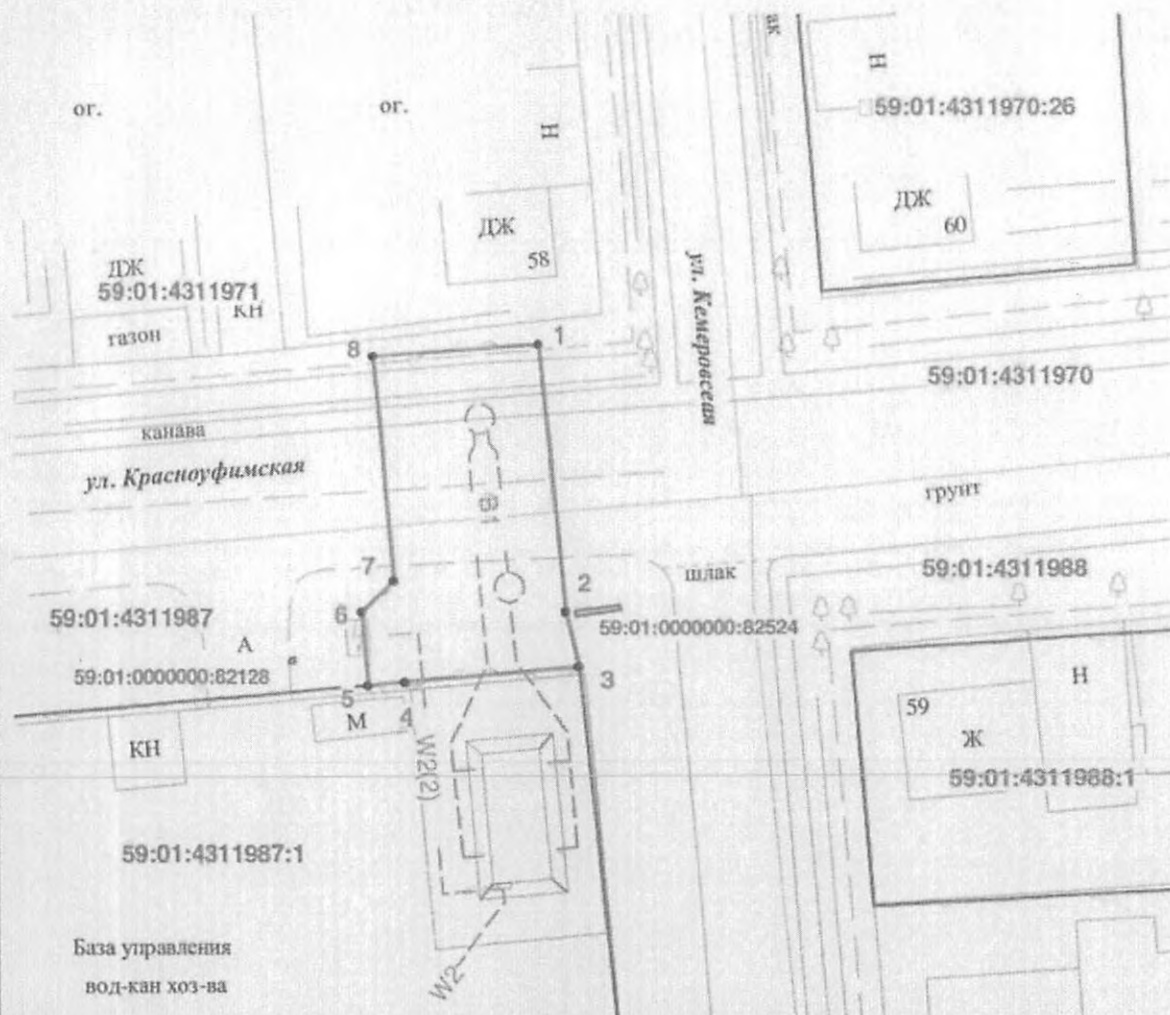 ак
Н
59:01:4311970:26
ог.
ог.
Н
ДЖ
60
ДЖ
58
ДЖ
59:01:4311971
КН
газон
ул. Кемеровская
8
1
59:01:4311970
канава
ул. Красноуфимская
грунт
В1
7
шлак
59:01:4311988
2
6
59:01:4311987
59:01:0000000:82524
А
59:01:0000000:82128
3
5
4
Н
59
М
КН
Ж
W2(2)
59:01:4311988:1
59:01:4311987:1
База управления
вод-кан хоз-ва
W2